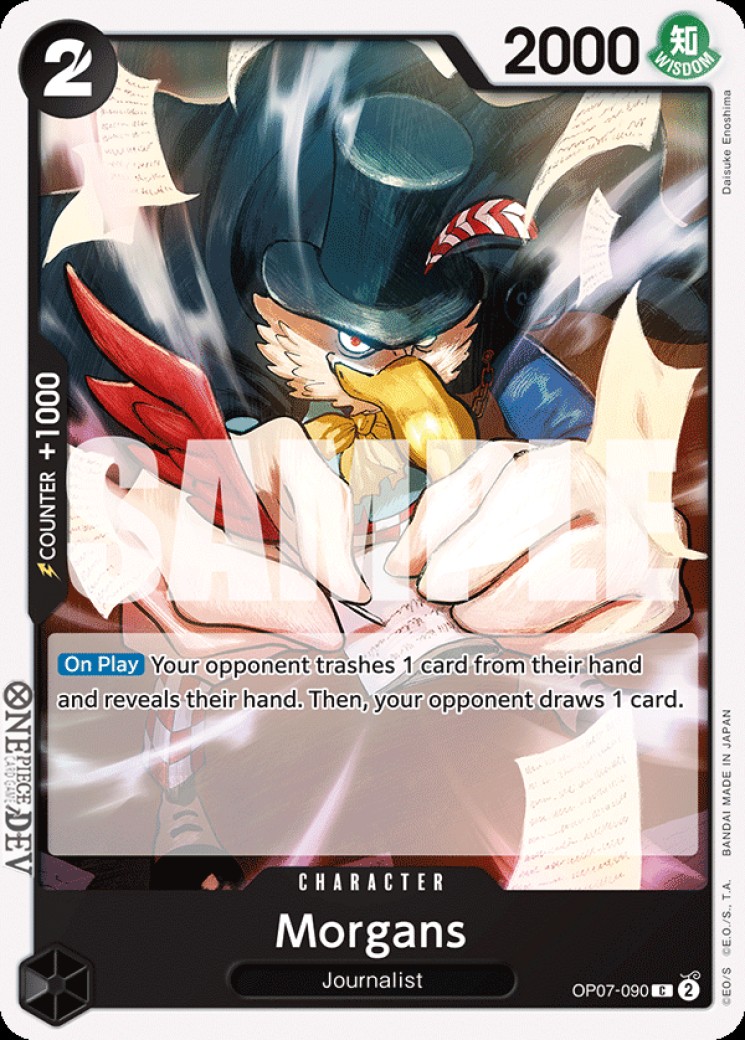 2
2000
知
WISDOM
Daisuke Enoshima
COUNTER +1000
SAMPLE
On Play Your opponent trashes 1 card from their hand
and reveals their hand. Then, your opponent draws 1 card.
ONE PIECE
CARD GAME
DEV
BANDAI MADE IN JAPAN
©EO/S ©E.O./S., T.A.
CHARACTER
Morgans
Journalist
OP07-090 C 2